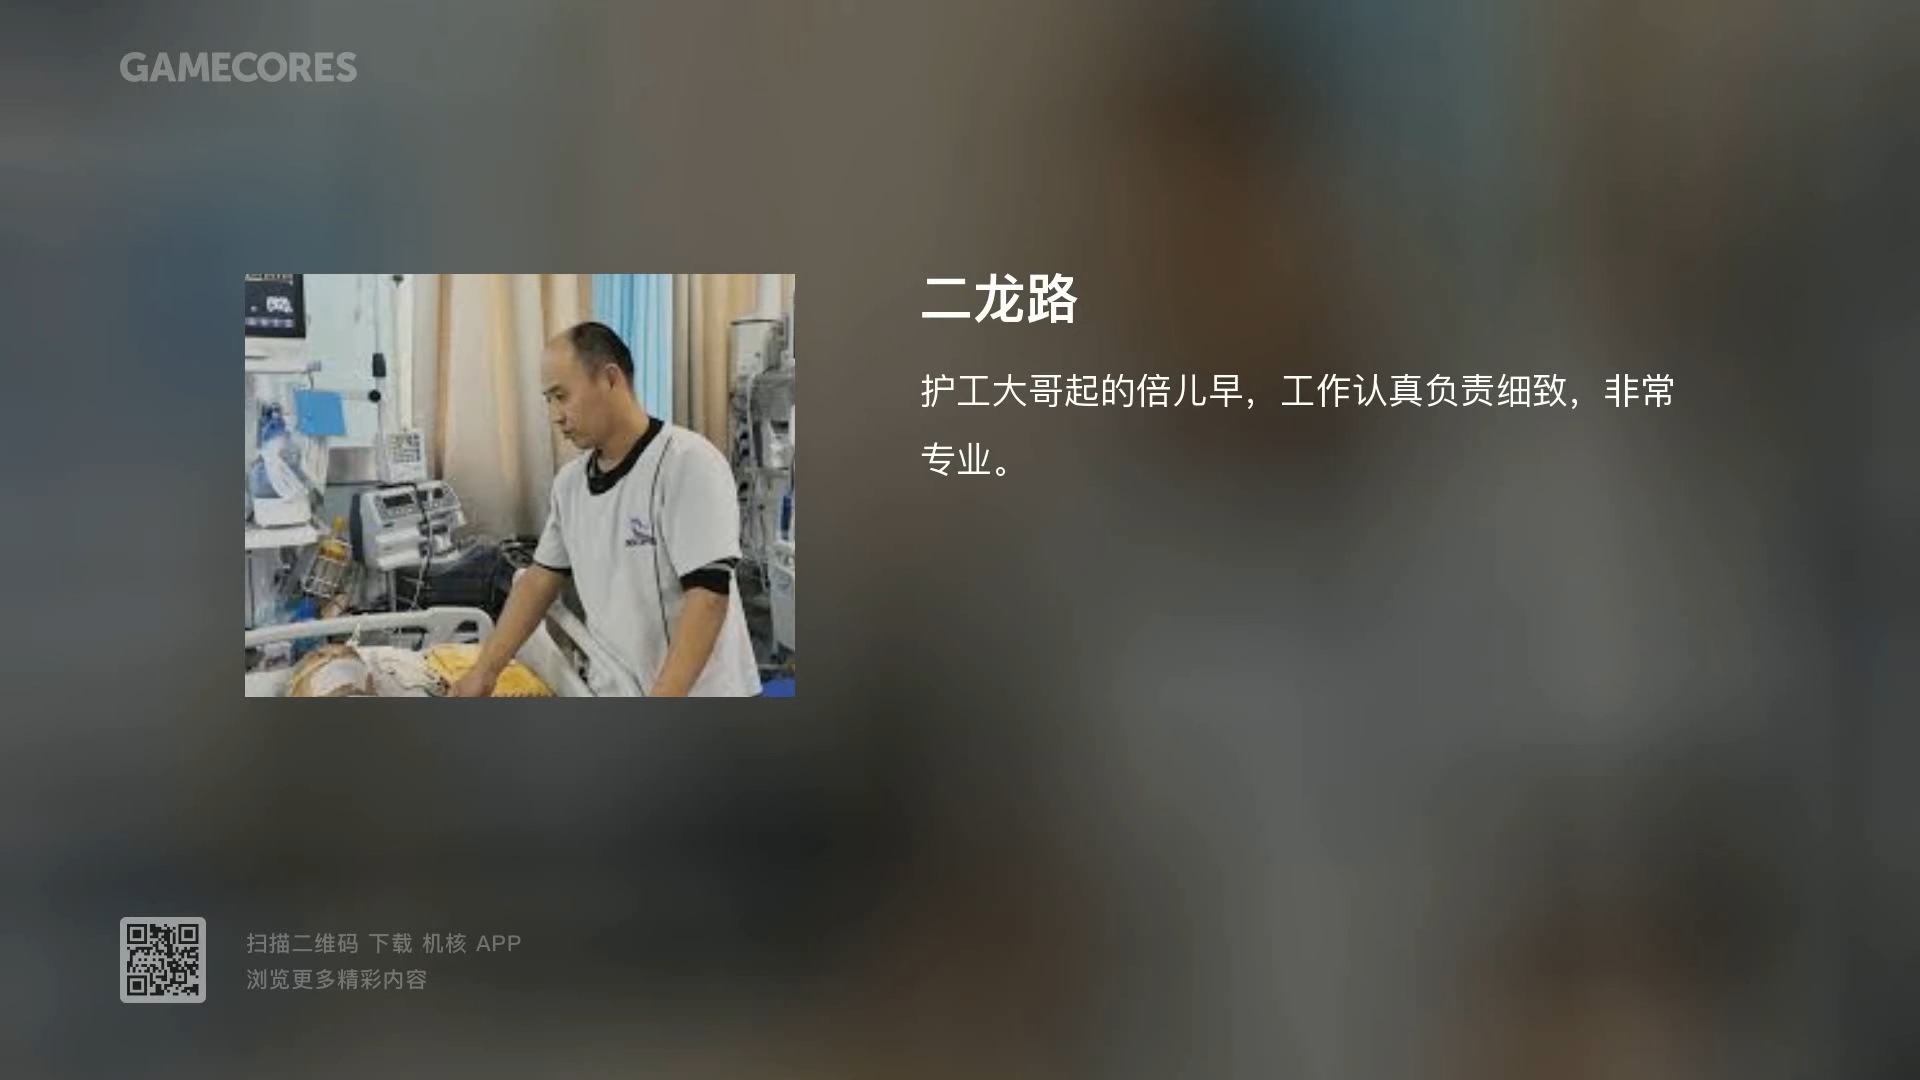 GAMECORES
二龙路
护工大哥起的倍儿早，工作认真负责细致，非常
专业。
扫描二维码 下载 机核 APP
浏览更多精彩内容